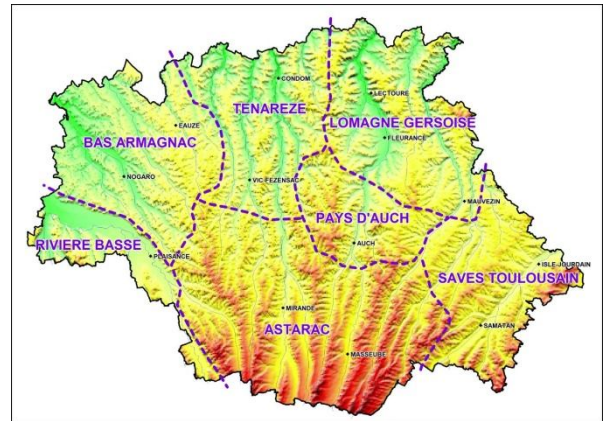 CONDOM
LECTOURE
TENAREZE
LOMAGNE GERSOISE
EAUZE
FLEURANCE
BAS ARMAGNAC
NOGARO
VIC FEZENSAC
MAUVEZIN
PAYS D'AUCH
RIVIERE BASSE
AUCH
PLAISANCE
ISLE-JOURDAIN
SAVES TOULOUSAIN
MIRANDE
ASTARAC
SAMATAN
MASSEUBE